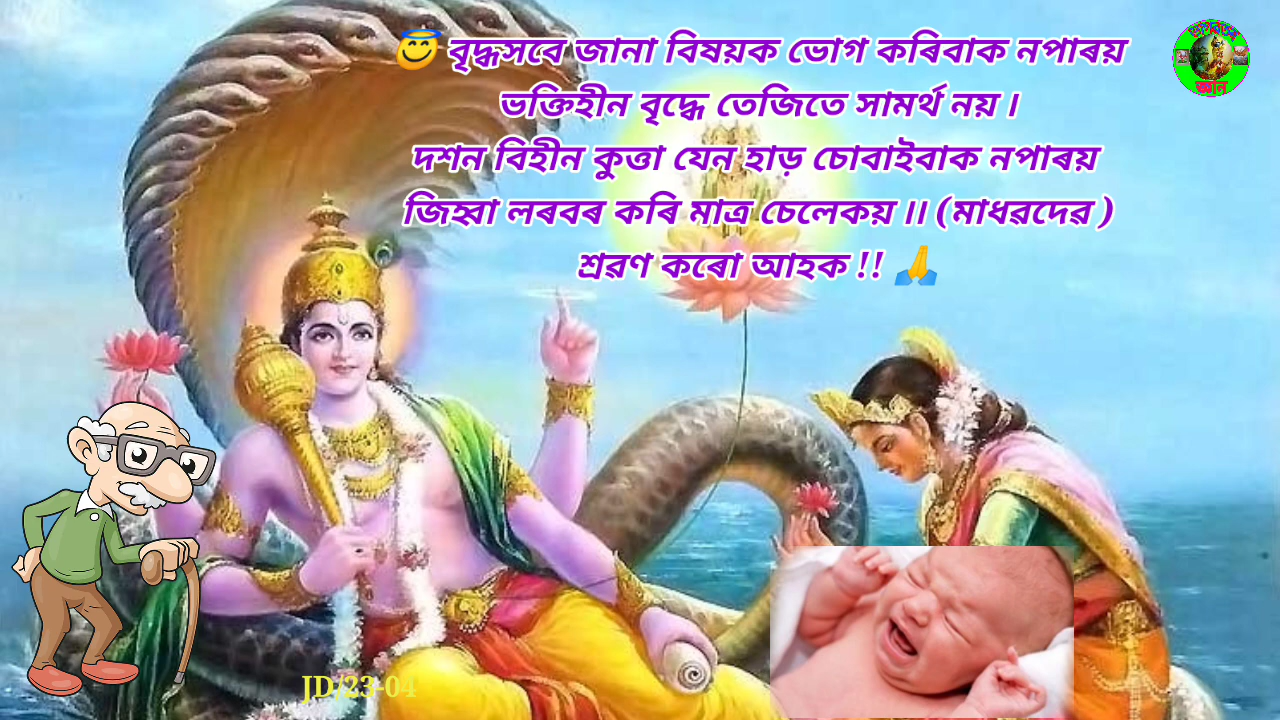 😇 বৃদ্ধসবে জানা বিষয়ক ভোগ কৰিবাক নপাৰয়
ভক্তিহীন বৃদ্ধে তেজিতে সামৰ্থ নয় ।
দশন বিহীন কুত্তা যেন হাড় চোবাইবাক নপাৰয়
জিহ্বা লৰবৰ কৰি মাত্ৰ চেলেকয় ।। (মাধৱদেৱ )
শ্ৰৱণ কৰো আহক !! 🙏
জ্ঞান
JD/23-04